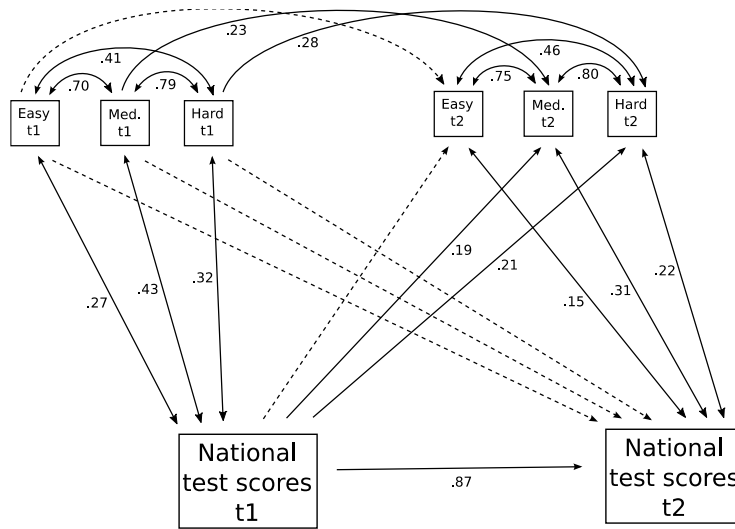 .23
.28
.41
.46
.70
.79
.75
.80
Easy
t1
Med.
t1
Hard
t1
Easy
t2
Med.
t2
Hard
t2
.27
.43
.32
.19
.21
.15
.31
.22
National
test scores
t1
.87
National
test scores
t2